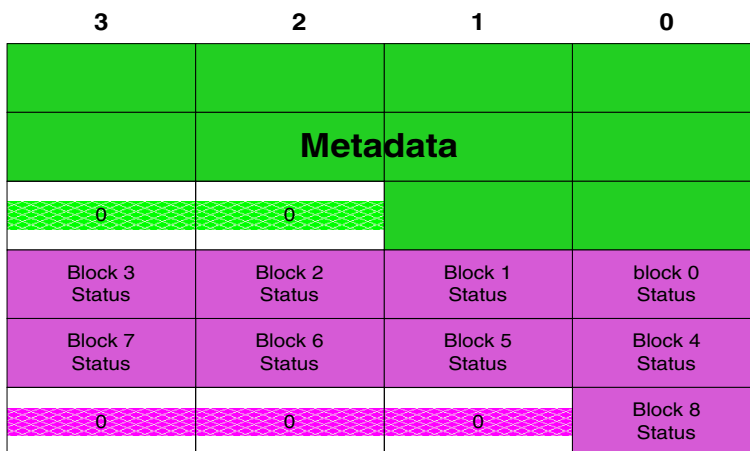 3 2 1 0
Metadata
0 0
Block 3 Block 2 Block 1 block 0
Status Status Status Status
Block 7 Block 6 Block 5 Block 4
Status Status Status Status
0 0 0 Block 8
Status